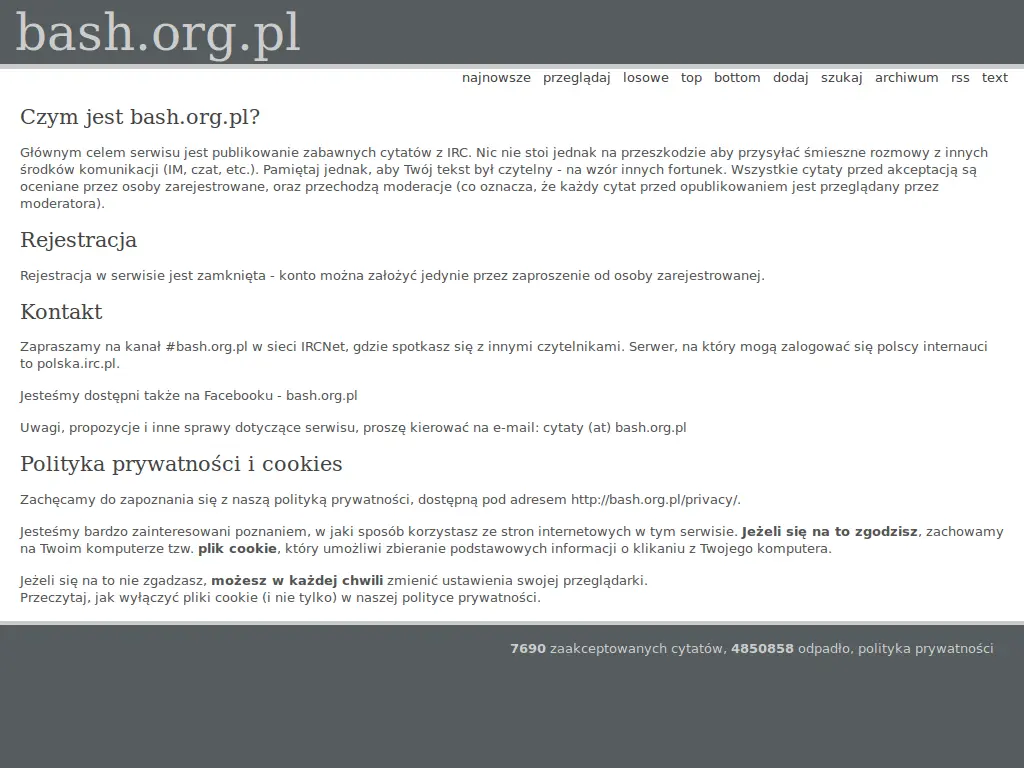 bash.org.pl
najnowsze przeglądaj losowe top bottom dodaj szukaj archiwum rss text
Czym jest bash.org.pl?
Głównym celem serwisu jest publikowanie zabawnych cytatów z IRC. Nic nie stoi jednak na przeszkodzie aby przysyłać śmieszne rozmowy z innych
środków komunikacji (IM, czat, etc.). Pamiętaj jednak, aby Twój tekst był czytelny - na wzór innych fortunek. Wszystkie cytaty przed akceptacją są
oceniane przez osoby zarejestrowane, oraz przechodzą moderacje (co oznacza, że każdy cytat przed opublikowaniem jest przeglądany przez
moderatora).
Rejestracja
Rejestracja w serwisie jest zamknięta - konto można założyć jedynie przez zaproszenie od osoby zarejestrowanej.
Kontakt
Zapraszamy na kanał #bash.org.pl w sieci IRCNet, gdzie spotkasz się z innymi czytelnikami. Serwer, na który mogą zalogować się polscy internauci
to polska.irc.pl.
Jesteśmy dostępni także na Facebooku - bash.org.pl
Uwagi, propozycje i inne sprawy dotyczące serwisu, proszę kierować na e-mail: cytaty (at) bash.org.pl
Polityka prywatności i cookies
Zachęcamy do zapoznania się z naszą polityką prywatności, dostępną pod adresem http://bash.org.pl/privacy/.
Jesteśmy bardzo zainteresowani poznaniem, w jaki sposób korzystasz ze stron internetowych w tym serwisie. Jeżeli się na to zgodzisz, zachowamy
na Twoim komputerze tzw. plik cookie, który umożliwi zbieranie podstawowych informacji o klikaniu z Twojego komputera.
Jeżeli się na to nie zgadzasz, możesz w każdej chwili zmienić ustawienia swojej przeglądarki.
Przeczytaj, jak wyłączyć pliki cookie (i nie tylko) w naszej polityce prywatności.
7690 zaakceptowanych cytatów, 4850858 odpadło, polityka prywatności